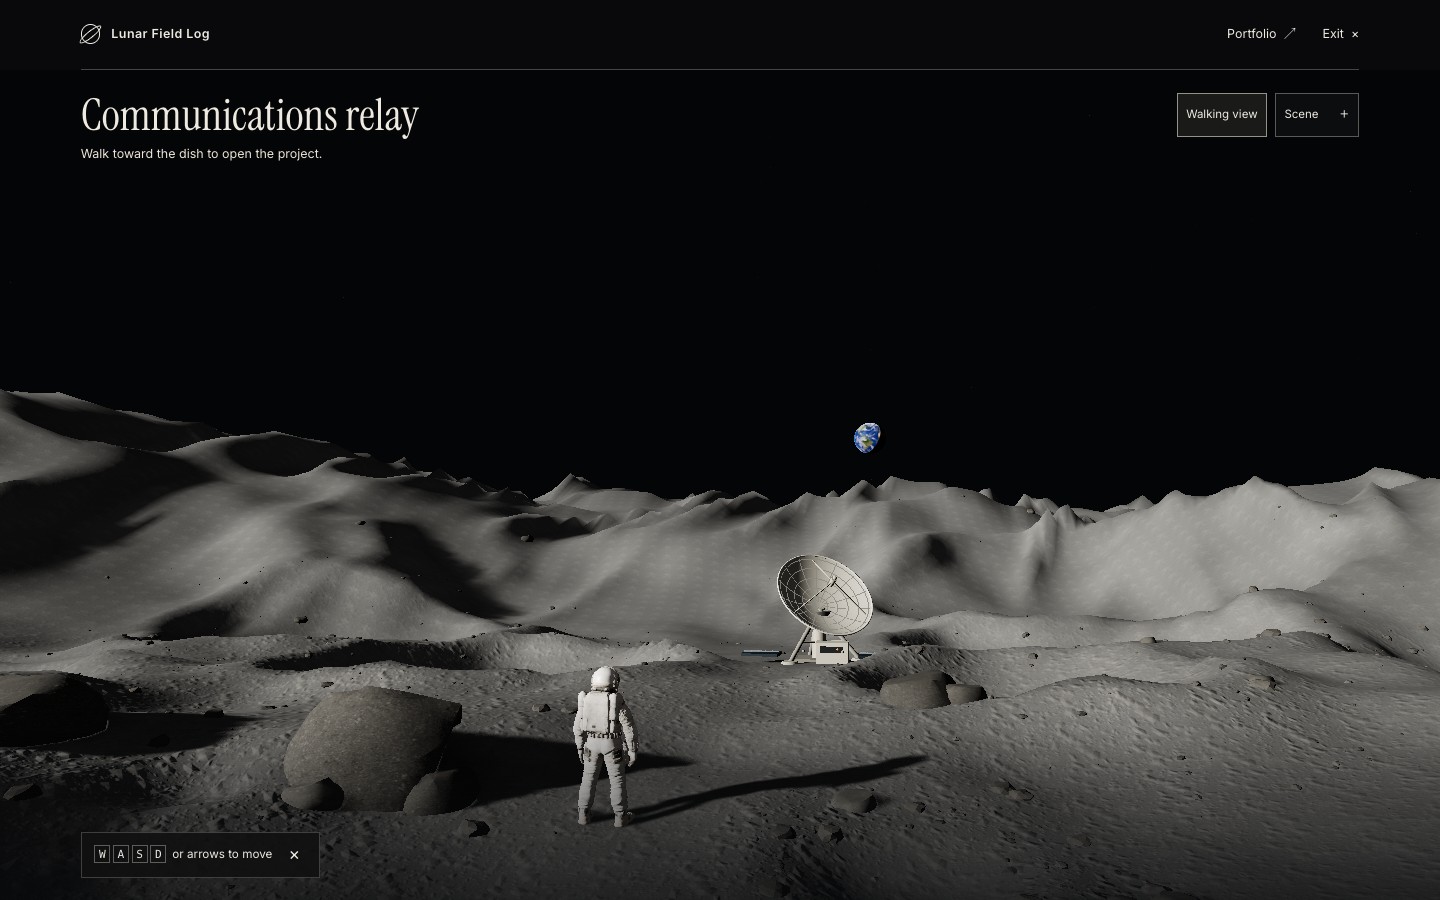 Lunar Field Log
Portfolio ↗
Exit ×
Communications relay
Walking view
Scene +
Walk toward the dish to open the project.
W A S D or arrows to move ×